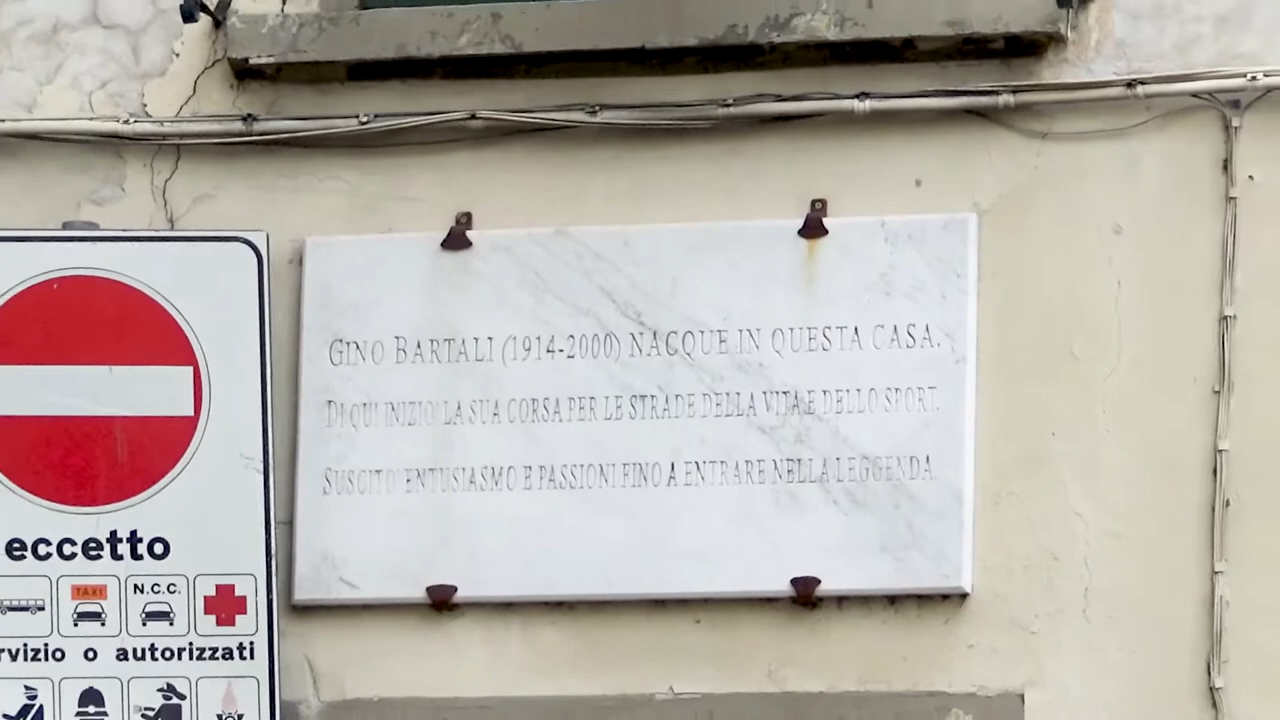 GINO BARTALI (1914-2000) NACQUE IN QUESTA CASA.
DI QUI INIZIO' LA SUA CORSA PER LE STRADE DELLA VITA E DELLO SPORT.
SUSCITO' ENTUSIASMO E PASSIONI FINO A ENTRARE NELLA LEGGENDA.
eccetto
TAXI
N.C.C.
rvizio o autorizzati